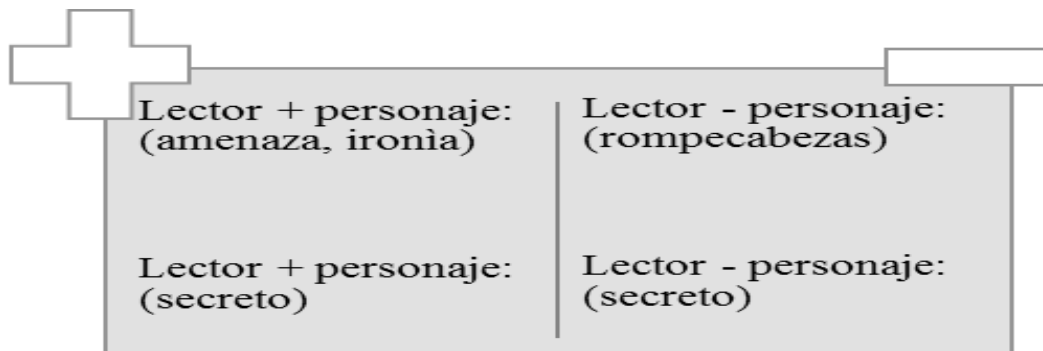 Lector + personaje:
(amenaza, ironìa)
Lector + personaje:
(secreto)
Lector - personaje:
(rompecabezas)
Lector - personaje:
(secreto)